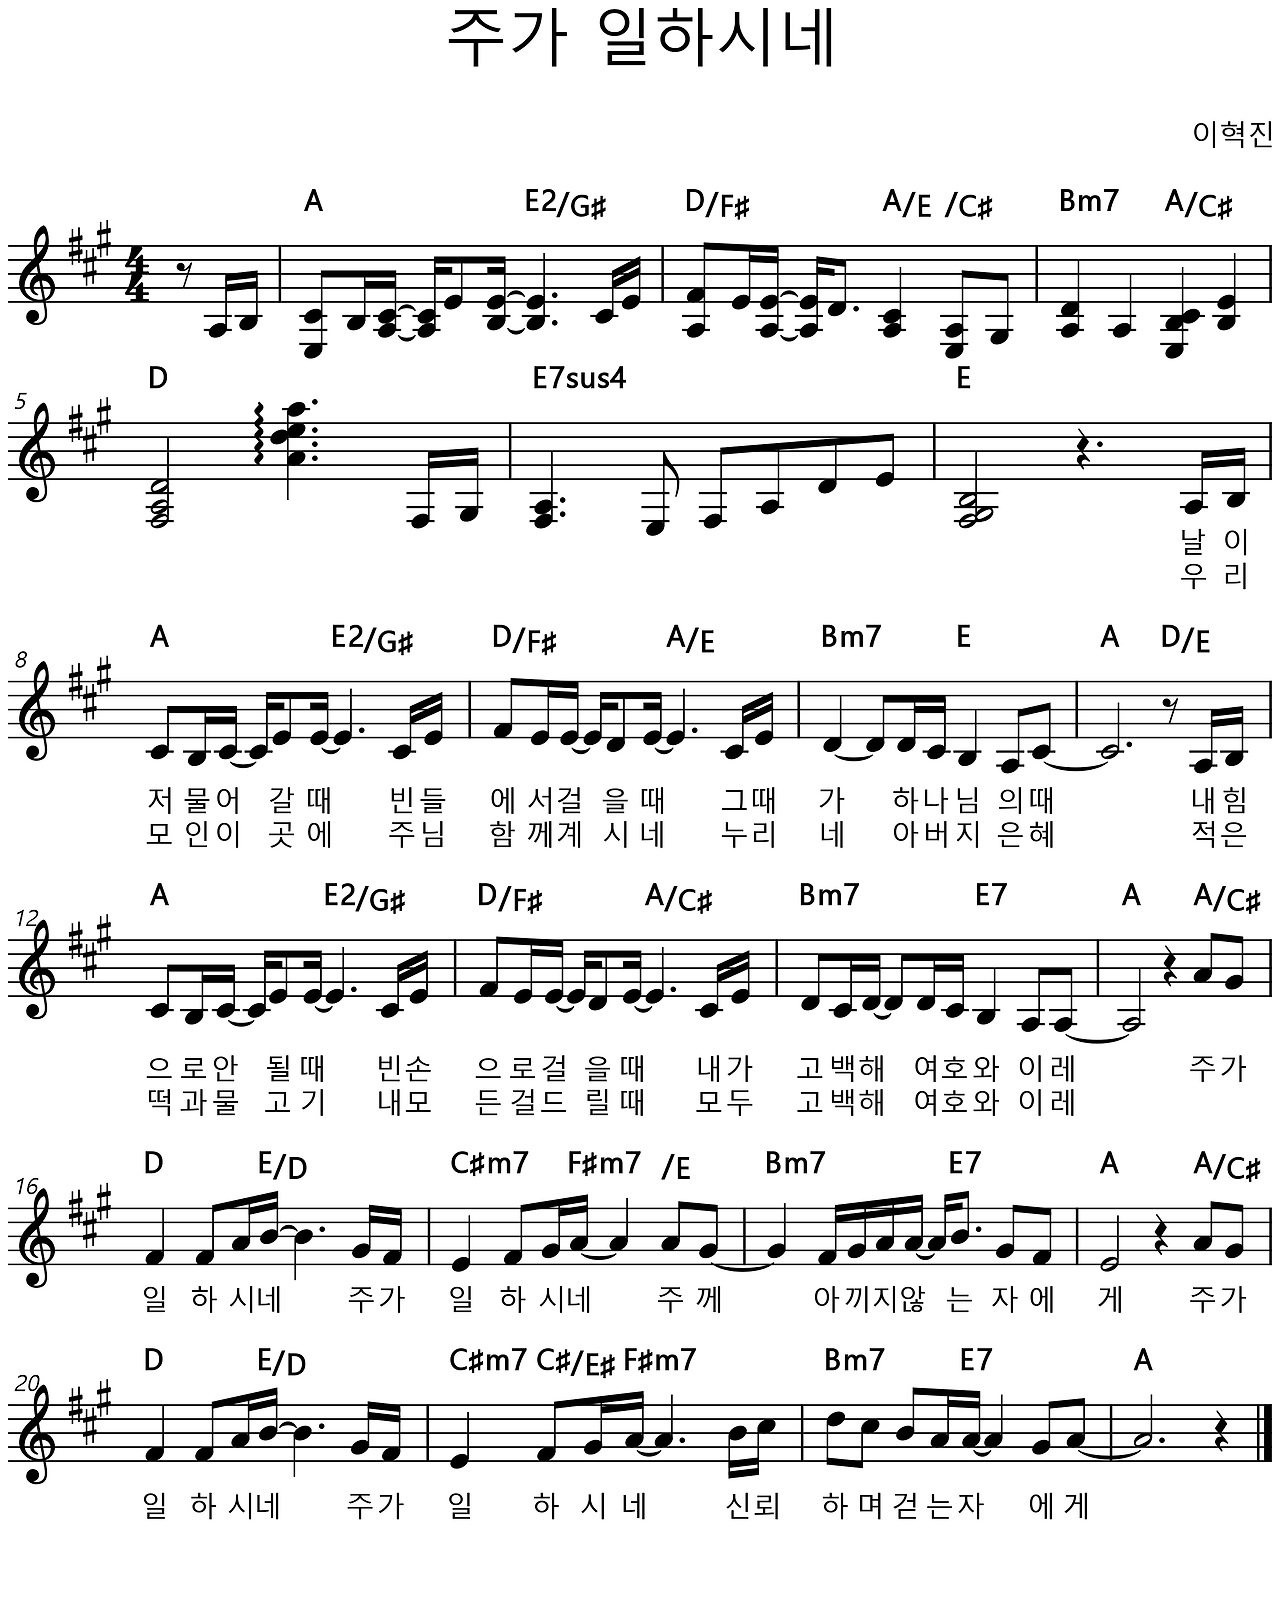 주가 일하시네
이혁진
A E2/G♯ D/F♯ A/E /C♯ Bm7 A/C♯
4
4
D E7sus4 E
5
날 이
우 리
A E2/G♯ D/F♯ A/E Bm7 E A D/E
8
저 물어 갈 때 빈들 에 서걸 을 때 그때 가 하나님 의때 내힘
모 인이 곳 에 주님 함 께계 시 네 누리 네 아버지 은혜 적은
A E2/G♯ D/F♯ A/C♯ Bm7 E7 A A/C♯
12
으 로안 될 때 빈손 으 로걸 을 때 내가 고 백해 여호와 이레 주가
떡 과물 고 기 내모 든 걸드 릴 때 모두 고 백해 여호와 이레
D E/D C♯m7 F♯m7 /E Bm7 E7 A A/C♯
16
일 하 시네 주가 일 하 시네 주 께 아끼지않 는 자 에 게 주가
D E/D C♯m7 C♯/E♯ F♯m7 Bm7 E7 A
20
일 하 시네 주가 일 하 시 네 신뢰 하 며 걷 는자 에 게